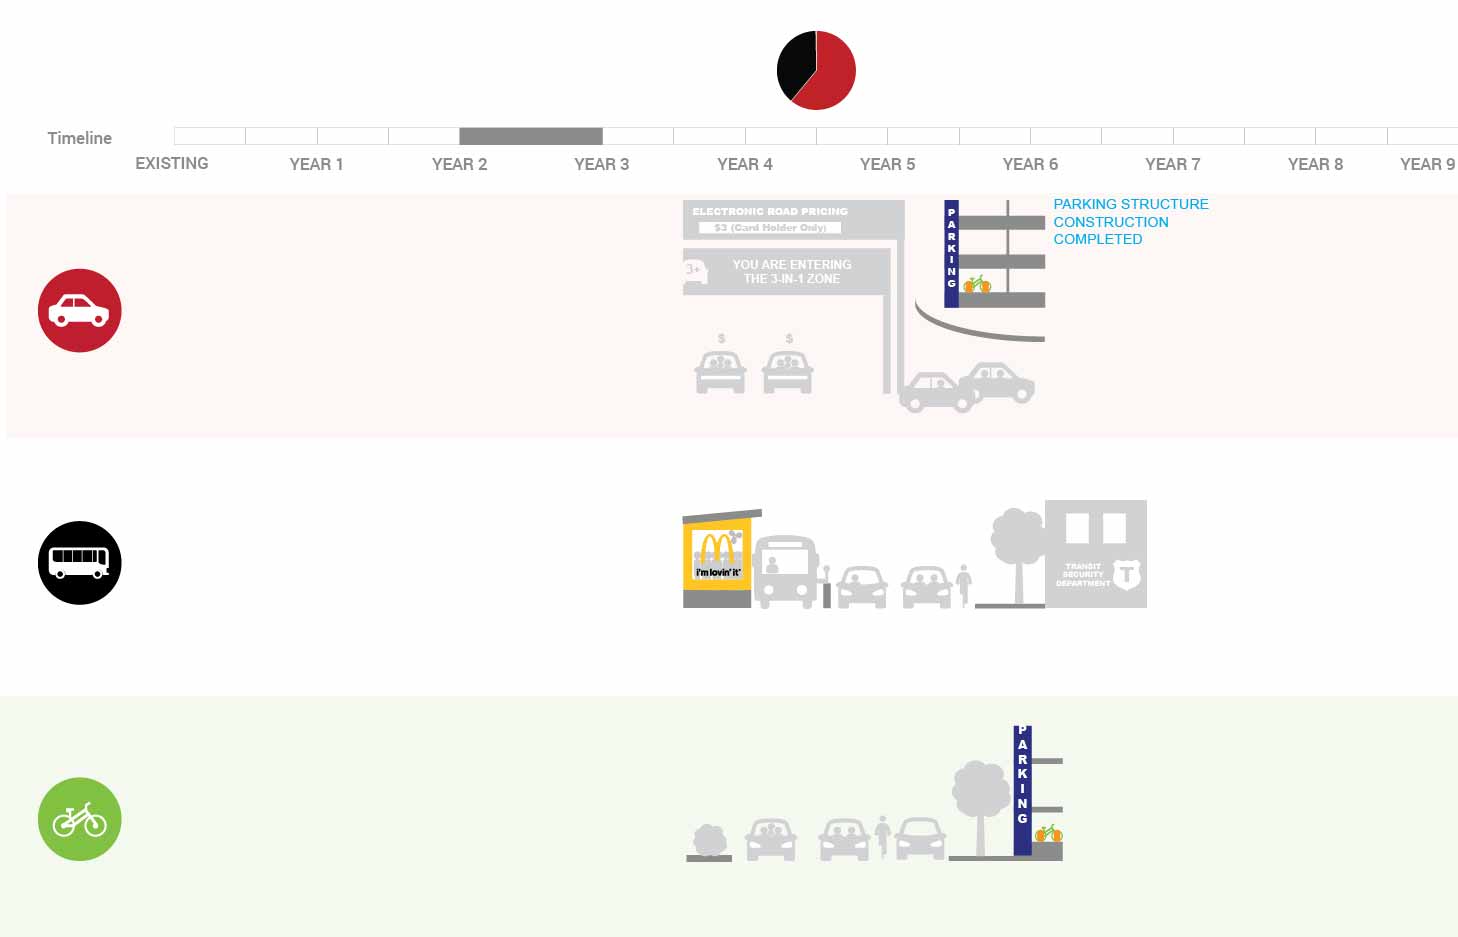 Timeline
EXISTING
YEAR 1
YEAR 2
YEAR 3
YEAR 4
YEAR 5
YEAR 6
YEAR 7
YEAR 8
YEAR 9
ELECTRONIC ROAD PRICING
$3 (Card Holder Only)
3+
YOU ARE ENTERING
THE 3-IN-1 ZONE
$
$
PARKING
PARKING STRUCTURE
CONSTRUCTION
COMPLETED
i'm lovin' it
TRANSIT
SECURITY
DEPARTMENT
T
PARKING